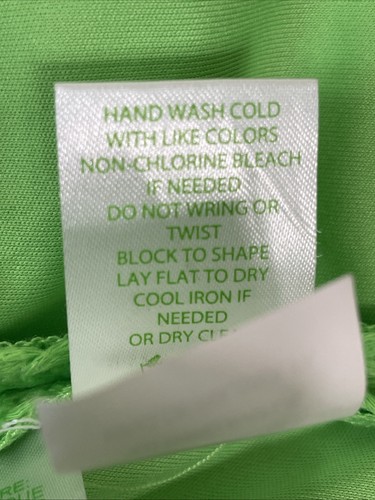 HAND WASH COLD
WITH LIKE COLORS
NON-CHLORINE BLEACH
IF NEEDED
DO NOT WRING OR
TWIST
BLOCK TO SHAPE
LAY FLAT TO DRY
COOL IRON IF
NEEDED
OR DRY